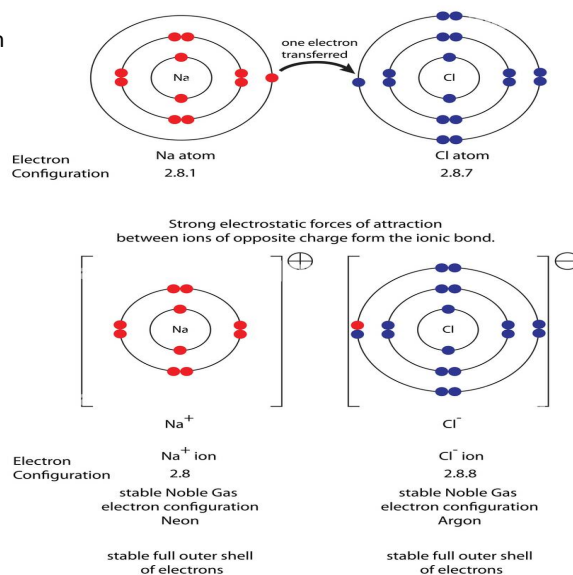 n
one electron
transferred
Na
Cl
Electron
Configuration
Na atom
2.8.1
Cl atom
2.8.7
Strong electrostatic forces of attraction
between ions of opposite charge form the ionic bond.
Na
+
Cl
−
Na⁺
Cl⁻
Electron
Configuration
Na⁺ ion
2.8
stable Noble Gas
electron configuration
Neon
stable full outer shell
of electrons
Cl⁻ ion
2.8.8
stable Noble Gas
electron configuration
Argon
stable full outer shell
of electrons